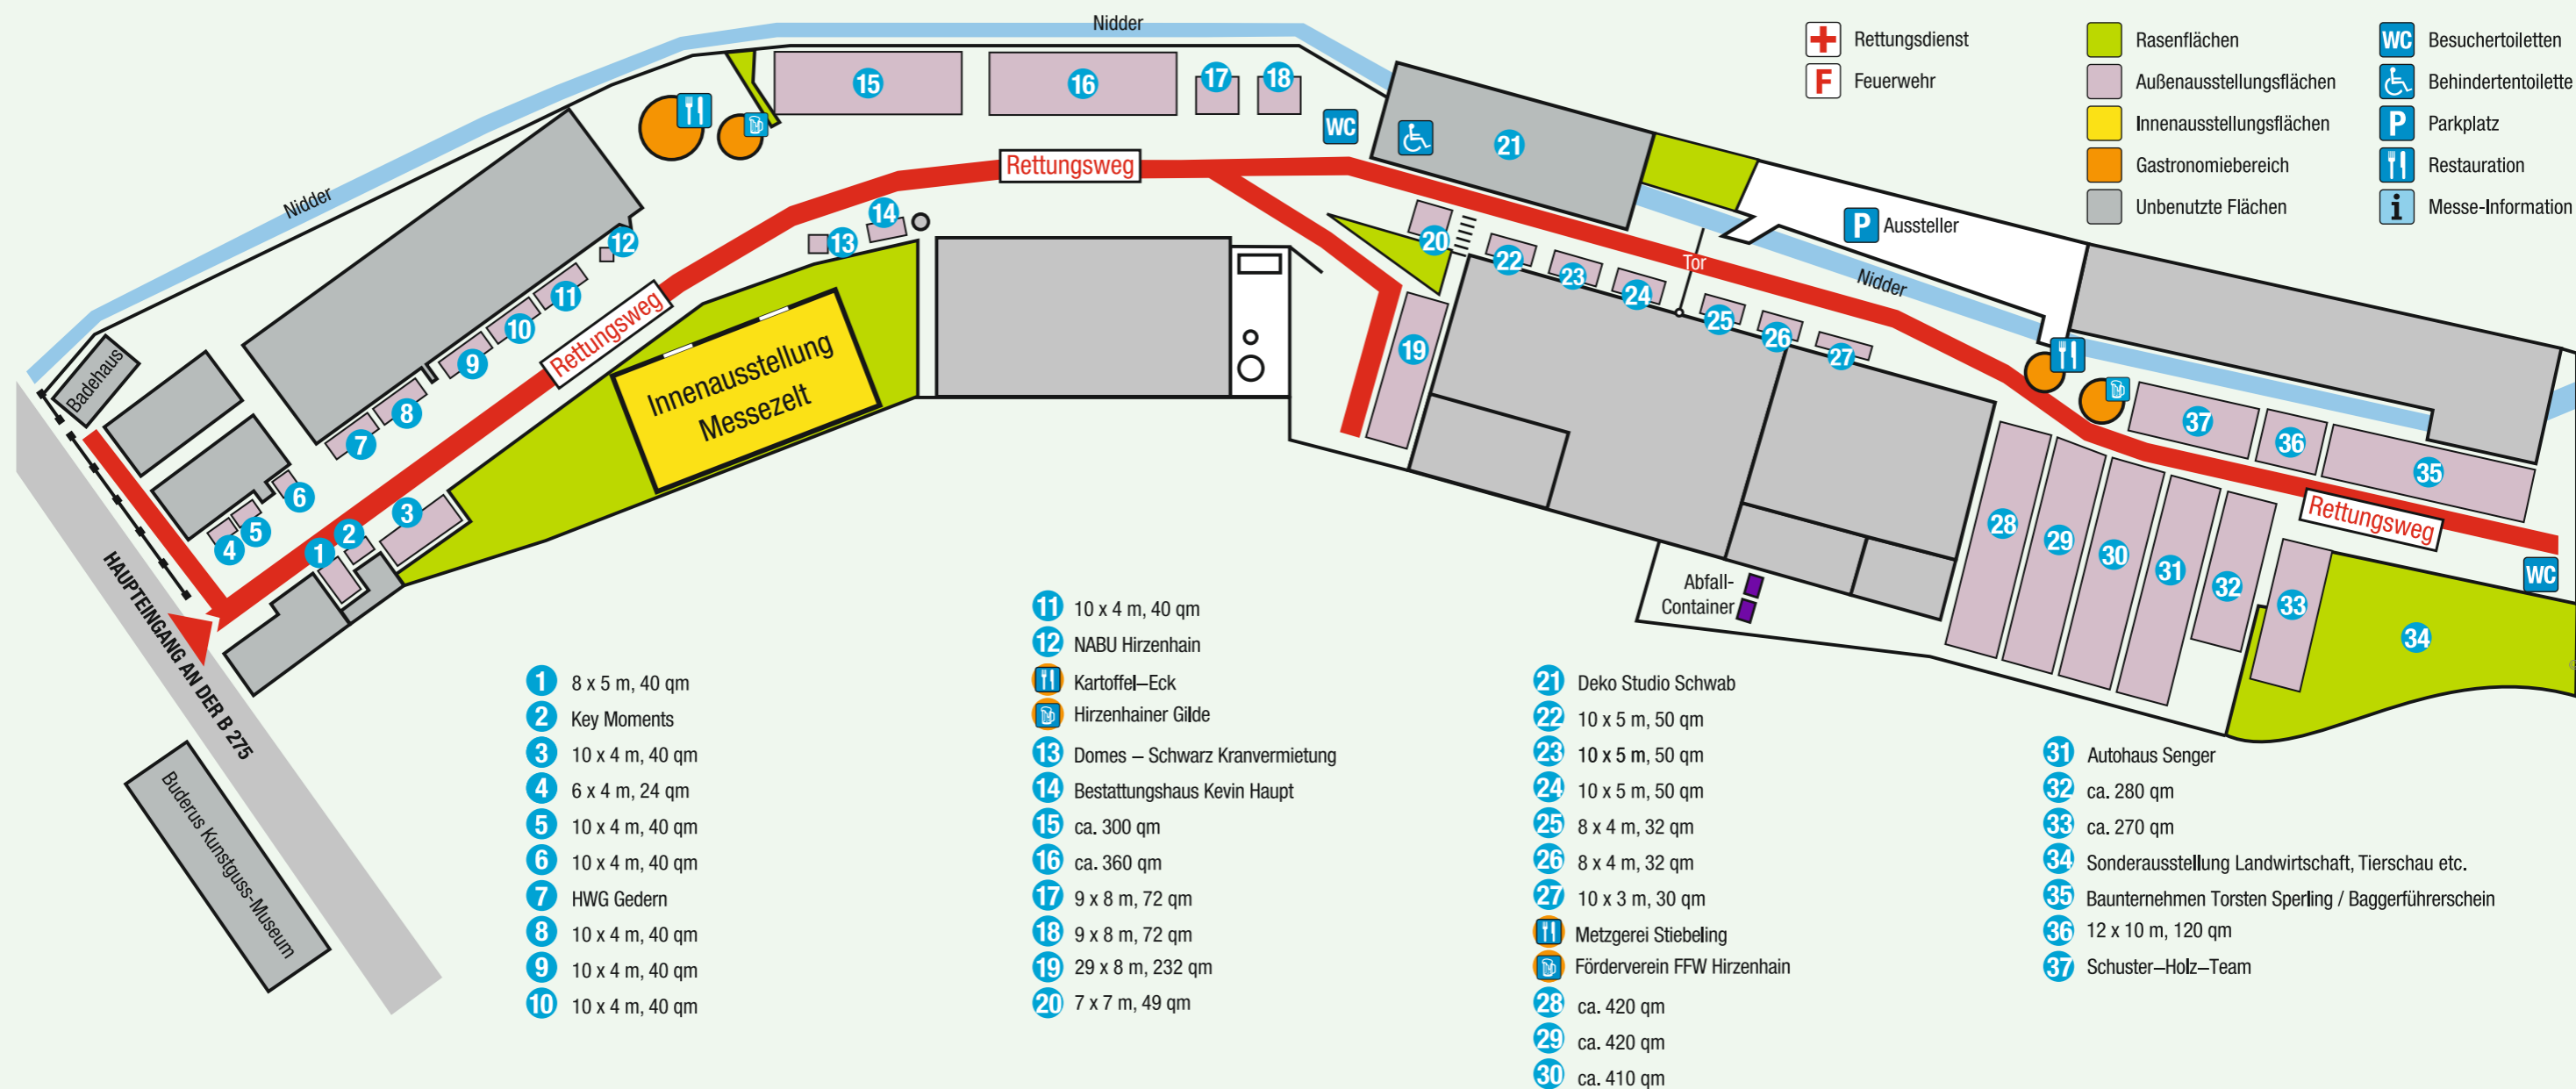 Nidder
Nidder
Nidder
Rettungsdienst
F Feuerwehr
Rasenflächen
Außenausstellungsflächen
Innenausstellungsflächen
Gastronomiebereich
Unbenutzte Flächen
WC Besuchertoiletten
Behindertentoilette
P Parkplatz
Restauration
i Messe-Information
15
16
17
18
WC
21
Rettungsweg
14
13
12
11
10
9
8
7
6
5
4
3
2
1
Rettungsweg
Badehaus
Innenausstellung
Messezelt
HAUPTEINGANG AN DER B 275
Buderus Kunstguss-Museum
P Aussteller
Tor
20
22
23
24
25
26
27
19
37
36
35
Rettungsweg
28
29
30
31
32
33
34
WC
Abfall-
Container
1 8 x 5 m, 40 qm
2 Key Moments
3 10 x 4 m, 40 qm
4 6 x 4 m, 24 qm
5 10 x 4 m, 40 qm
6 10 x 4 m, 40 qm
7 HWG Gedern
8 10 x 4 m, 40 qm
9 10 x 4 m, 40 qm
10 10 x 4 m, 40 qm
11 10 x 4 m, 40 qm
12 NABU Hirzenhain
Kartoffel–Eck
Hirzenhainer Gilde
13 Domes – Schwarz Kranvermietung
14 Bestattungshaus Kevin Haupt
15 ca. 300 qm
16 ca. 360 qm
17 9 x 8 m, 72 qm
18 9 x 8 m, 72 qm
19 29 x 8 m, 232 qm
20 7 x 7 m, 49 qm
21 Deko Studio Schwab
22 10 x 5 m, 50 qm
23 10 x 5 m, 50 qm
24 10 x 5 m, 50 qm
25 8 x 4 m, 32 qm
26 8 x 4 m, 32 qm
27 10 x 3 m, 30 qm
Metzgerei Stiebeling
Förderverein FFW Hirzenhain
28 ca. 420 qm
29 ca. 420 qm
30 ca. 410 qm
31 Autohaus Senger
32 ca. 280 qm
33 ca. 270 qm
34 Sonderausstellung Landwirtschaft, Tierschau etc.
35 Baunternehmen Torsten Sperling / Baggerführerschein
36 12 x 10 m, 120 qm
37 Schuster–Holz–Team